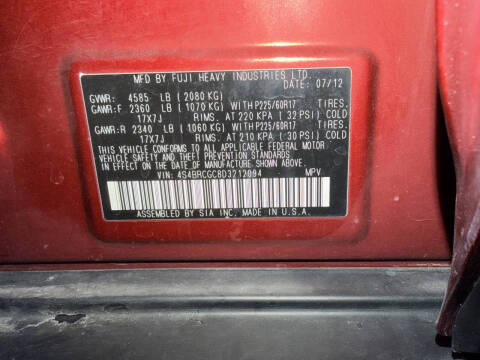 MFD BY FUJI HEAVY INDUSTRIES LTD.
DATE: 07/12
GVWR: 4585 LB (2080 KG)
GAWR:F 2360 LB (1070 KG) WITH P225/60R17 TIRES.
17X7J RIMS. AT 220 KPA (32 PSI) COLD
GAWR:R 2340 LB (1060 KG) WITH P225/60R17 TIRES.
17X7J RIMS. AT 210 KPA (30 PSI) COLD
THIS VEHICLE CONFORMS TO ALL APPLICABLE FEDERAL MOTOR
VEHICLE SAFETY AND THEFT PREVENTION STANDARDS
IN EFFECT ON THE DATE OF MANUFACTURE SHOWN ABOVE.
VIN: 4S4BRCGC8D3212094 MPV
ASSEMBLED BY SIA INC. MADE IN U.S.A.